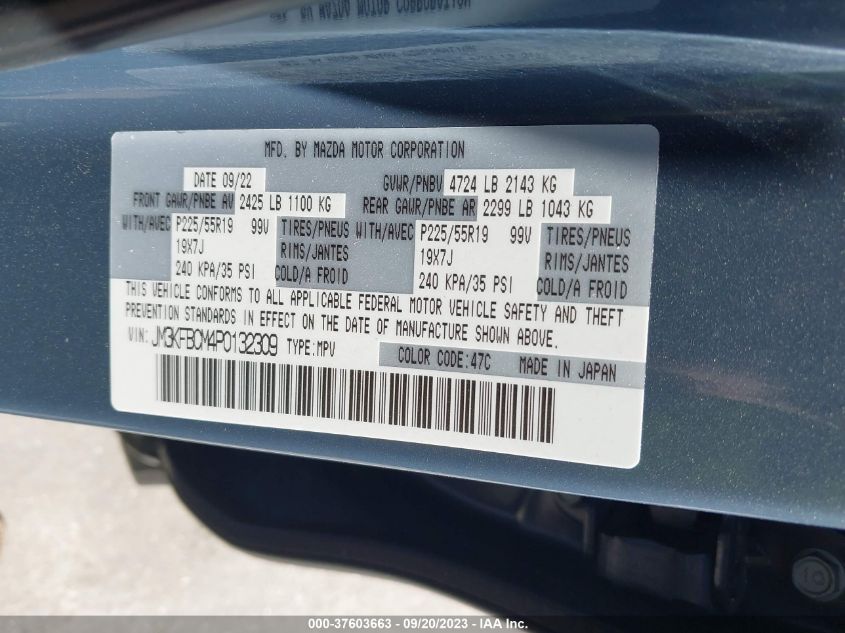 MFD. BY MAZDA MOTOR CORPORATION
DATE 09/22 GVWR/PNBV 4724 LB 2143 KG
FRONT GAWR/PNBE AV 2425 LB 1100 KG REAR GAWR/PNBE AR 2299 LB 1043 KG
WITH/AVEC P225/55R19 99V TIRES/PNEUS WITH/AVEC P225/55R19 99V TIRES/PNEUS
19X7J RIMS/JANTES 19X7J RIMS/JANTES
240 KPA/35 PSI COLD/A FROID 240 KPA/35 PSI COLD/A FROID
THIS VEHICLE CONFORMS TO ALL APPLICABLE FEDERAL MOTOR VEHICLE SAFETY AND THEFT
PREVENTION STANDARDS IN EFFECT ON THE DATE OF MANUFACTURE SHOWN ABOVE.
VIN: JM3KFBCM4P0132309 TYPE:MPV COLOR CODE:47C MADE IN JAPAN
10
000-37603663 - 09/20/2023 - IAA Inc.